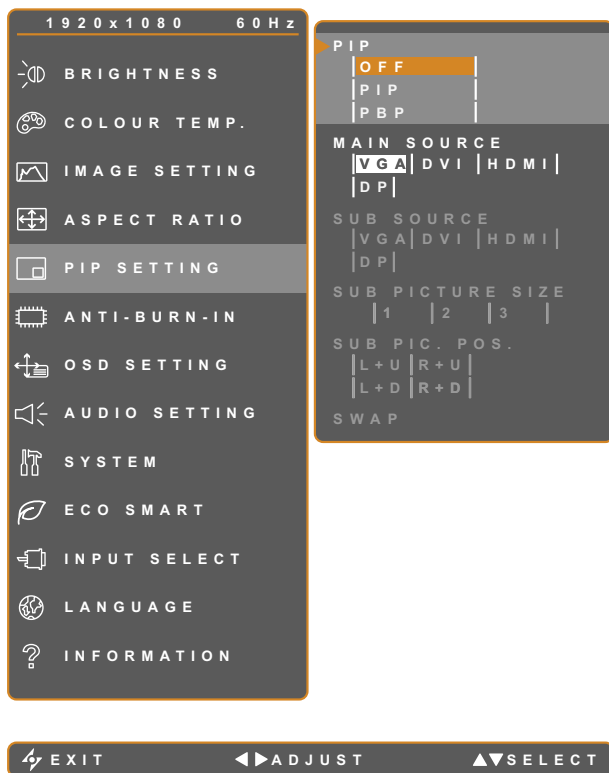 1920x1080 60Hz
BRIGHTNESS
COLOUR TEMP.
IMAGE SETTING
ASPECT RATIO
PIP SETTING
ANTI-BURN-IN
OSD SETTING
AUDIO SETTING
SYSTEM
ECO SMART
INPUT SELECT
LANGUAGE
INFORMATION
PIP
OFF
PIP
PBP
MAIN SOURCE
VGA DVI HDMI
DP
SUB SOURCE
VGA DVI HDMI
DP
SUB PICTURE SIZE
1 2 3
SUB PIC. POS.
L+U R+U
L+D R+D
SWAP
EXIT ADJUST SELECT